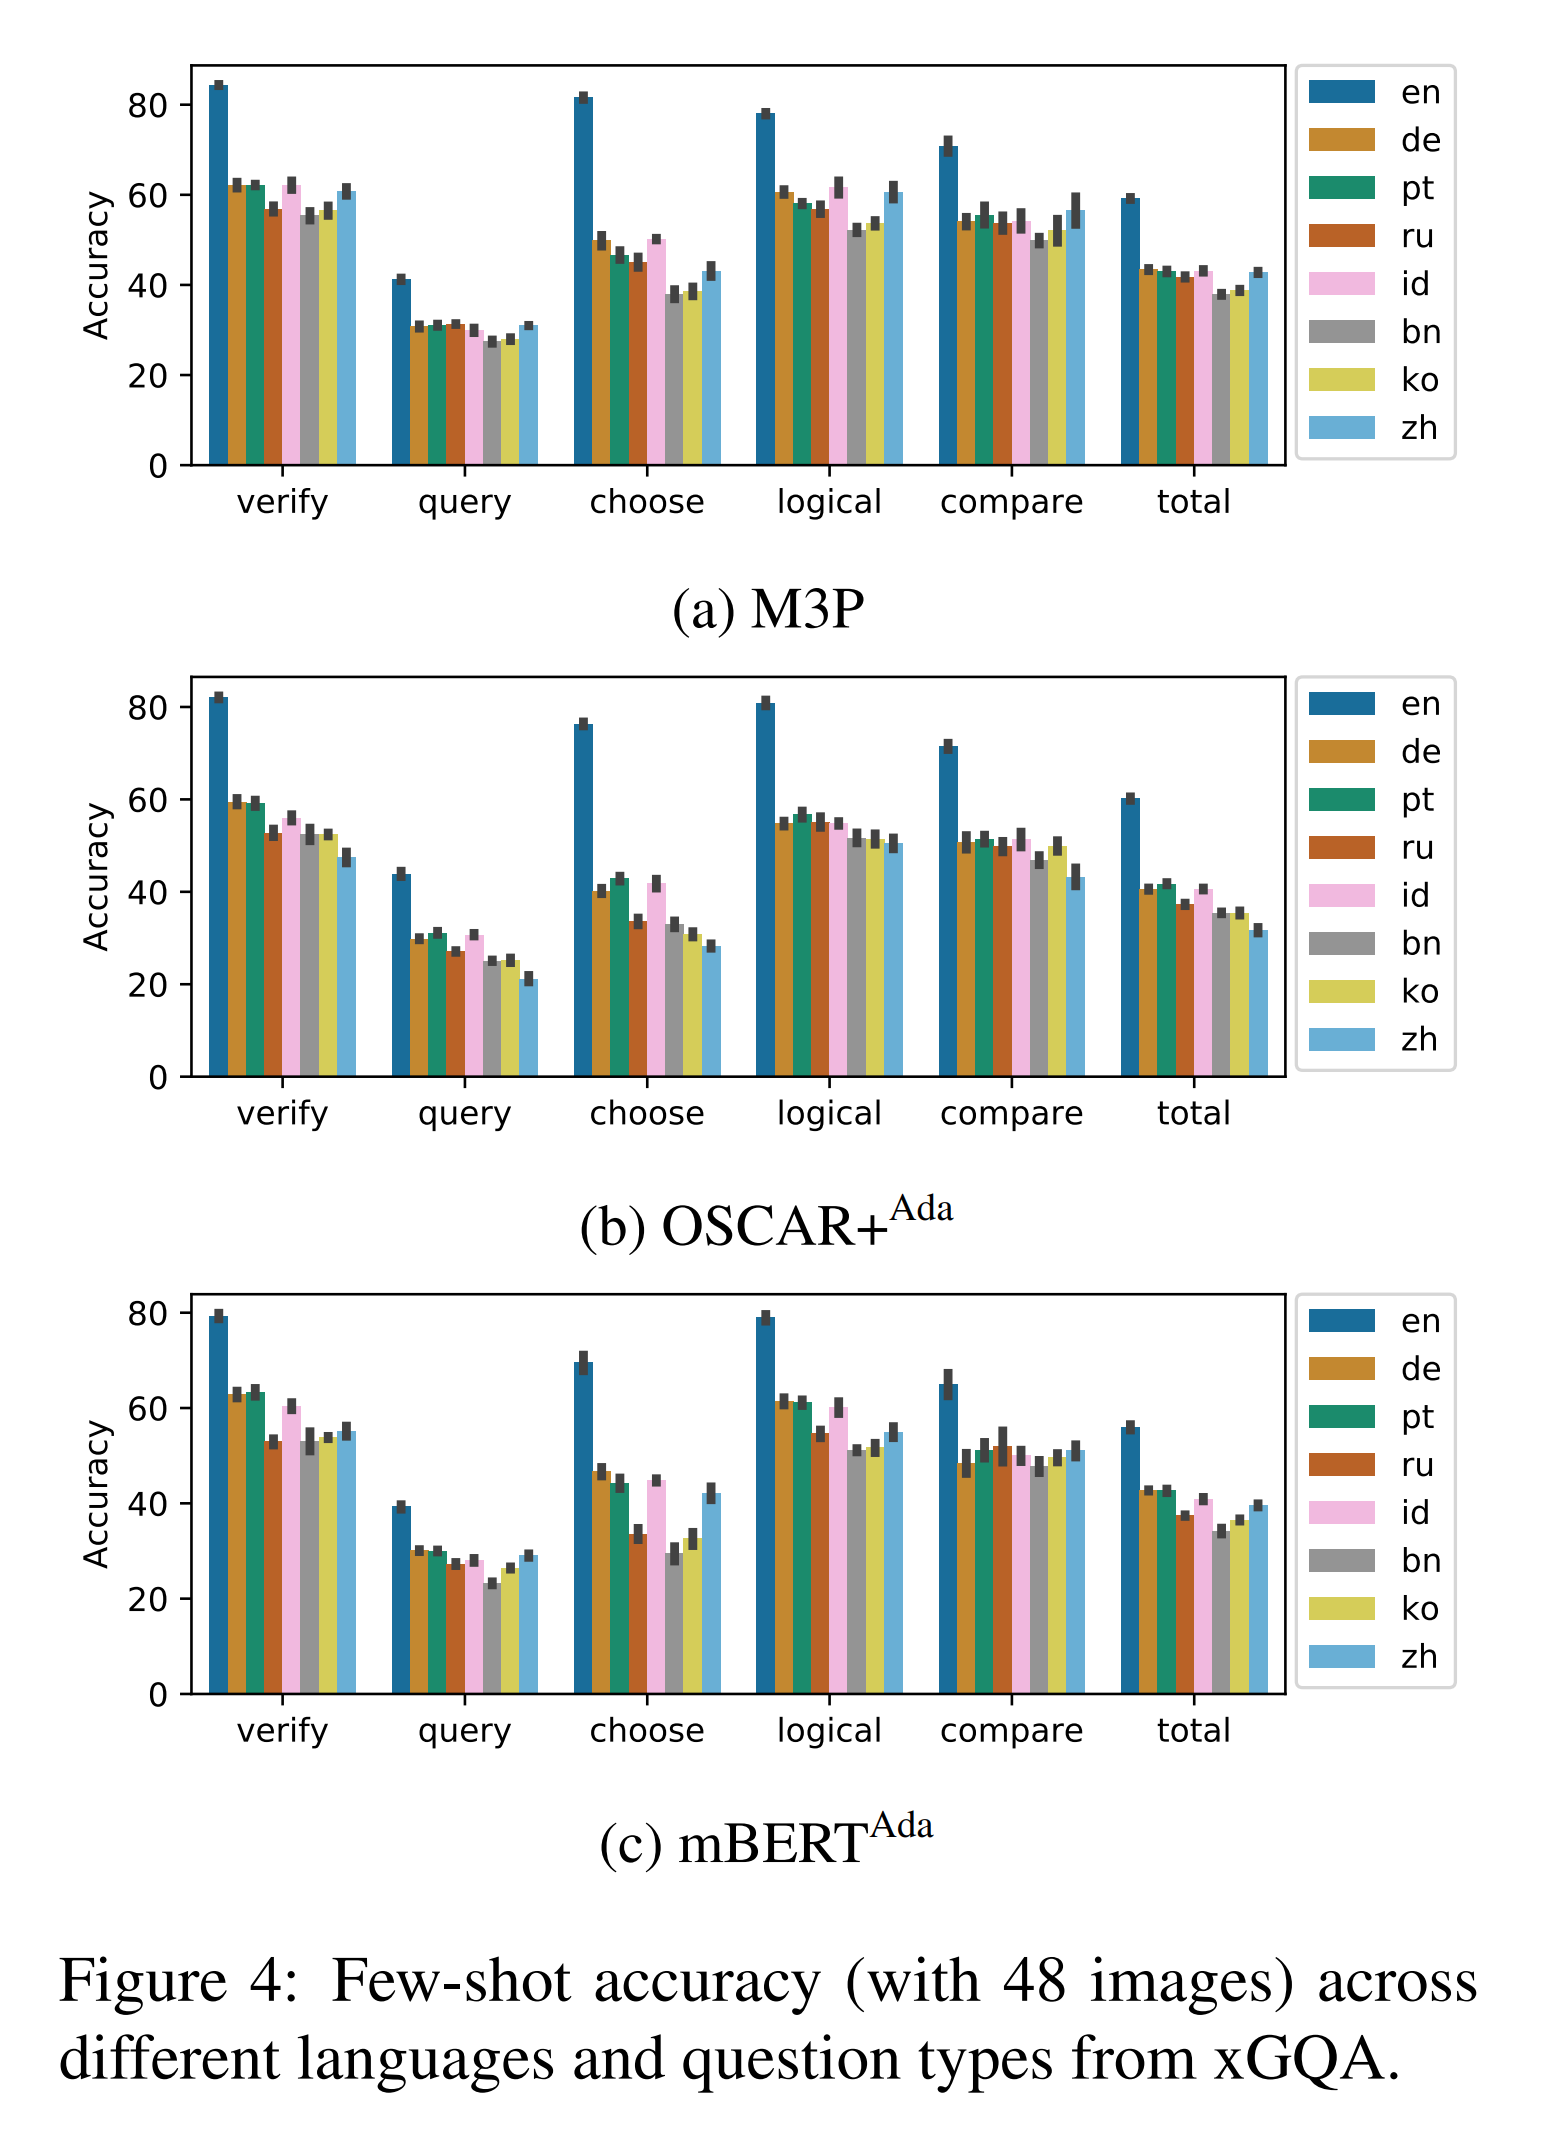 80
60
40
20
0
Accuracy
verify query choose logical compare total
en
de
pt
ru
id
bn
ko
zh
(a) M3P
80
60
40
20
0
Accuracy
verify query choose logical compare total
en
de
pt
ru
id
bn
ko
zh
(b) OSCAR+Ada
80
60
40
20
0
Accuracy
verify query choose logical compare total
en
de
pt
ru
id
bn
ko
zh
(c) mBERTAda
Figure 4: Few-shot accuracy (with 48 images) across
different languages and question types from xGQA.